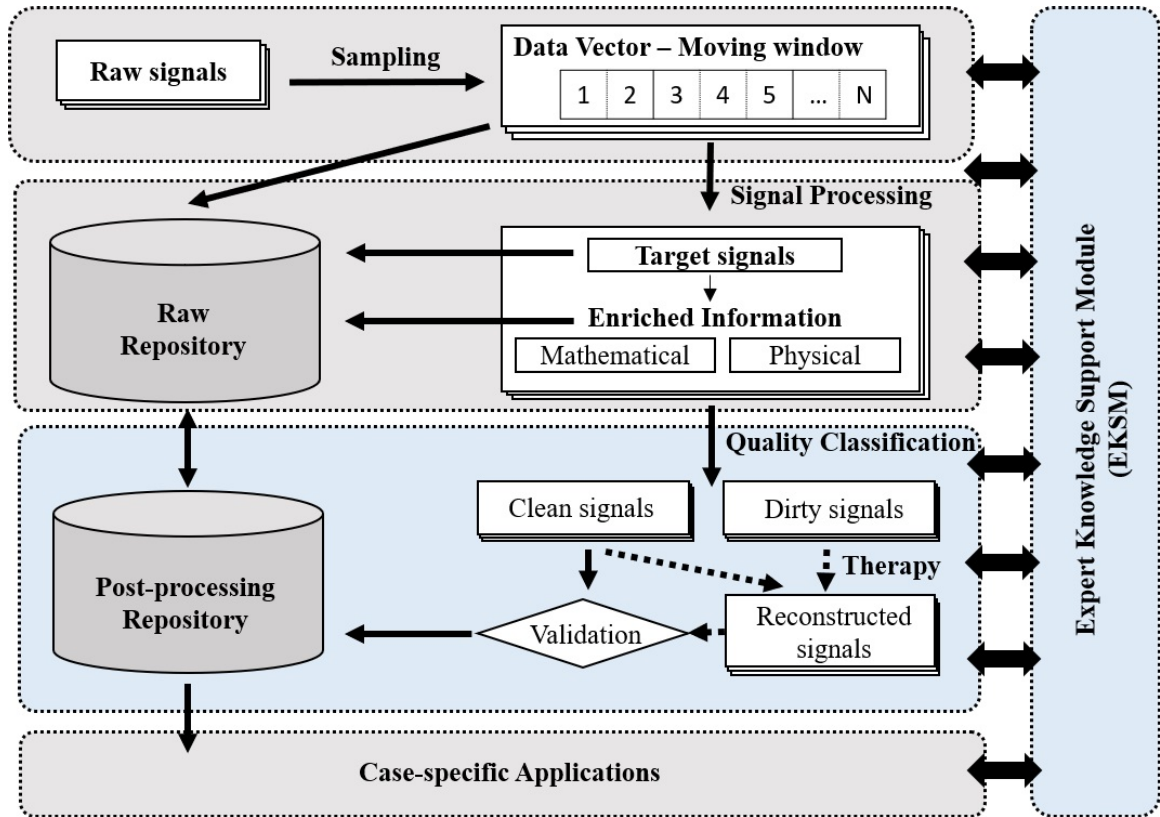 Raw signals
Sampling
Data Vector – Moving window
1 2 3 4 5 ... N
Signal Processing
Raw
Repository
Target signals
Enriched Information
Mathematical Physical
Quality Classification
Clean signals
Dirty signals
Therapy
Post-processing
Repository
Validation
Reconstructed
signals
Case-specific Applications
Expert Knowledge Support Module
(EKSM)